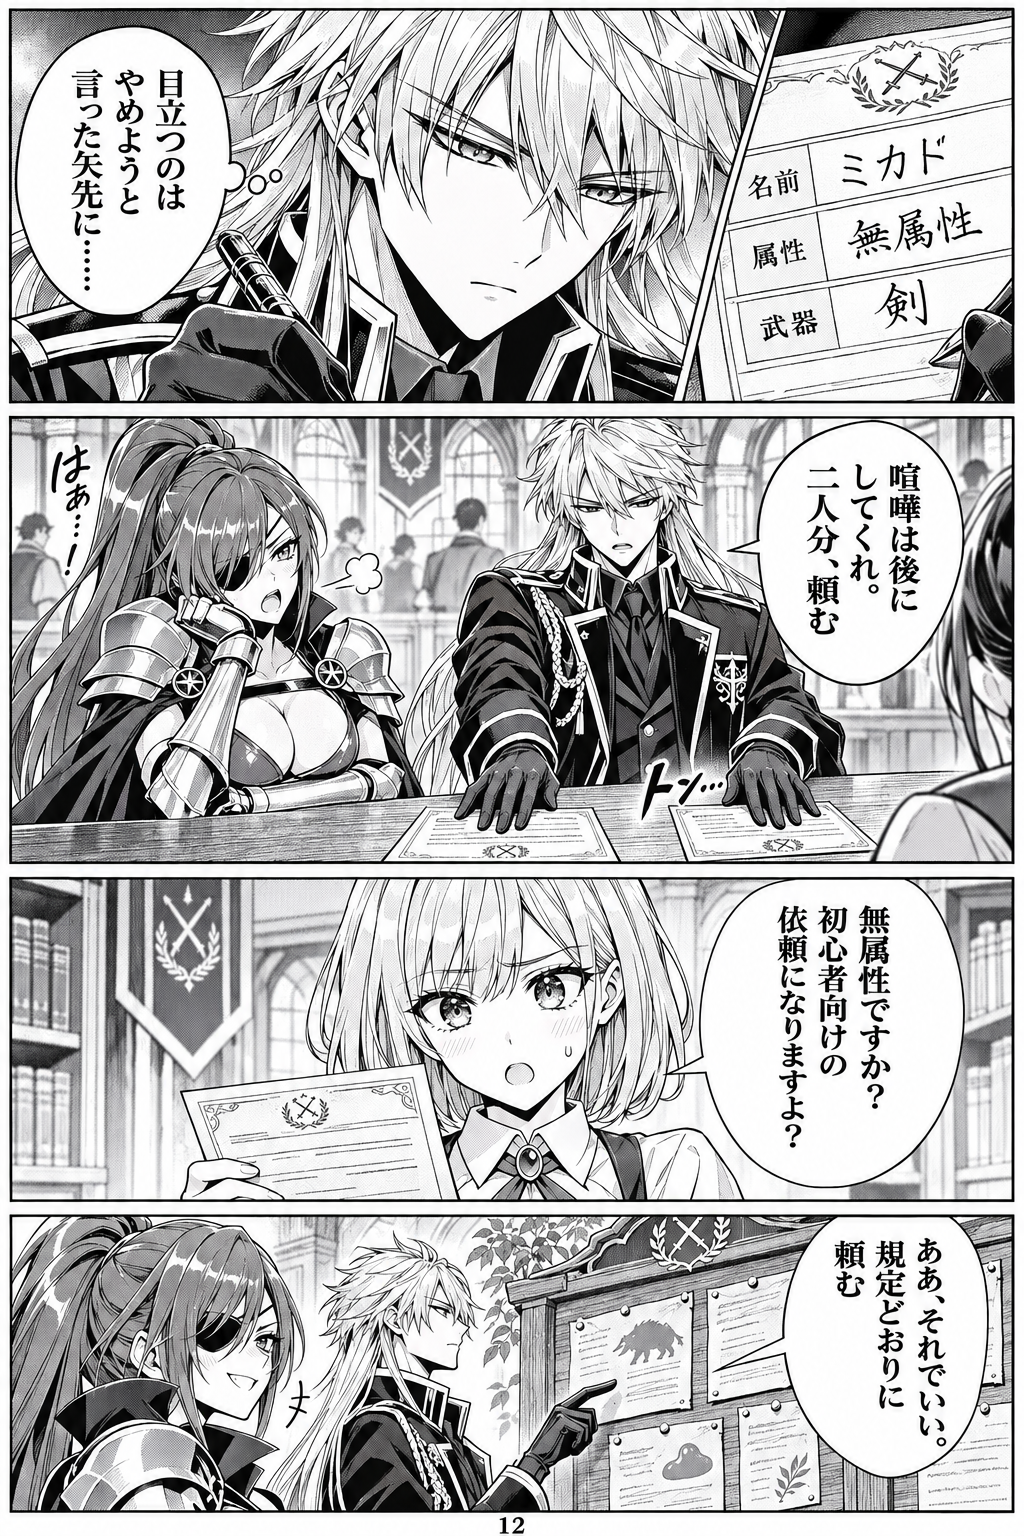 名前 ミカド
属性 無属性
武器 剣
目立つのは
やめようと
言った矢先に……
喧嘩は後に
してくれ。
二人分、頼む
はぁ…!
トン…
無属性ですか?
初心者向けの
依頼になりますよ?
ああ、それでいい。
規定どおりに
頼む
12